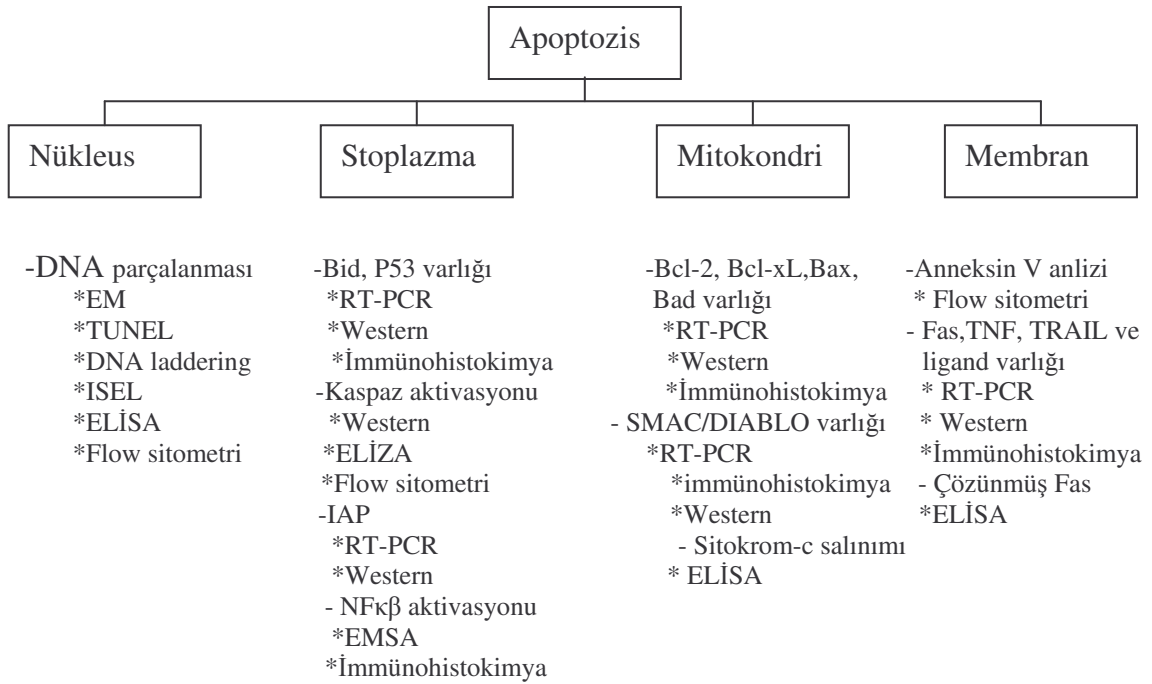 Apoptozis
Nükleus
Stoplazma
Mitokondri
Membran
-DNA parçalanması
*EM
*TUNEL
*DNA laddering
*ISEL
*ELİSA
*Flow sitometri
-Bid, P53 varlığı
*RT-PCR
*Western
*İmmünohistokimya
-Kaspaz aktivasyonu
*Western
*ELİZA
*Flow sitometri
-IAP
*RT-PCR
*Western
- NFκβ aktivasyonu
*EMSA
*İmmünohistokimya
-Bcl-2, Bcl-xL,Bax,
Bad varlığı
*RT-PCR
*Western
*İmmünohistokimya
- SMAC/DIABLO varlığı
*RT-PCR
*immünohistokimya
*Western
- Sitokrom-c salınımı
* ELİSA
-Anneksin V anlizi
* Flow sitometri
- Fas,TNF, TRAIL ve
ligand varlığı
* RT-PCR
* Western
*İmmünohistokimya
- Çözünmüş Fas
*ELİSA